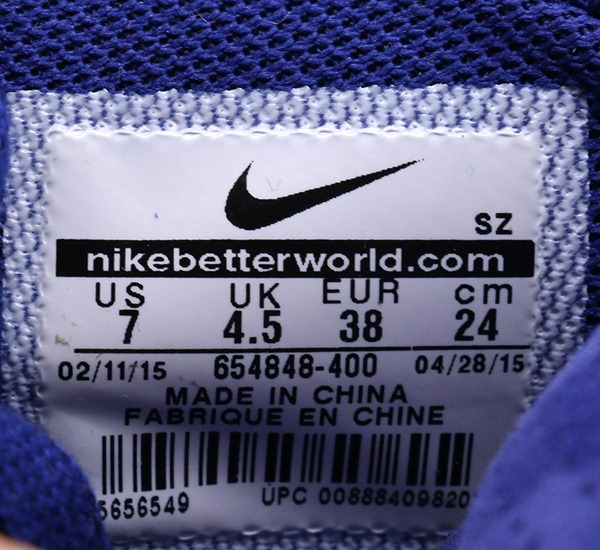 SZ
nikebetterworld.com
US UK EUR cm
7 4.5 38 24
02/11/15 654848-400 04/28/15
MADE IN CHINA
FABRIQUE EN CHINE
5656549 UPC 00888409820